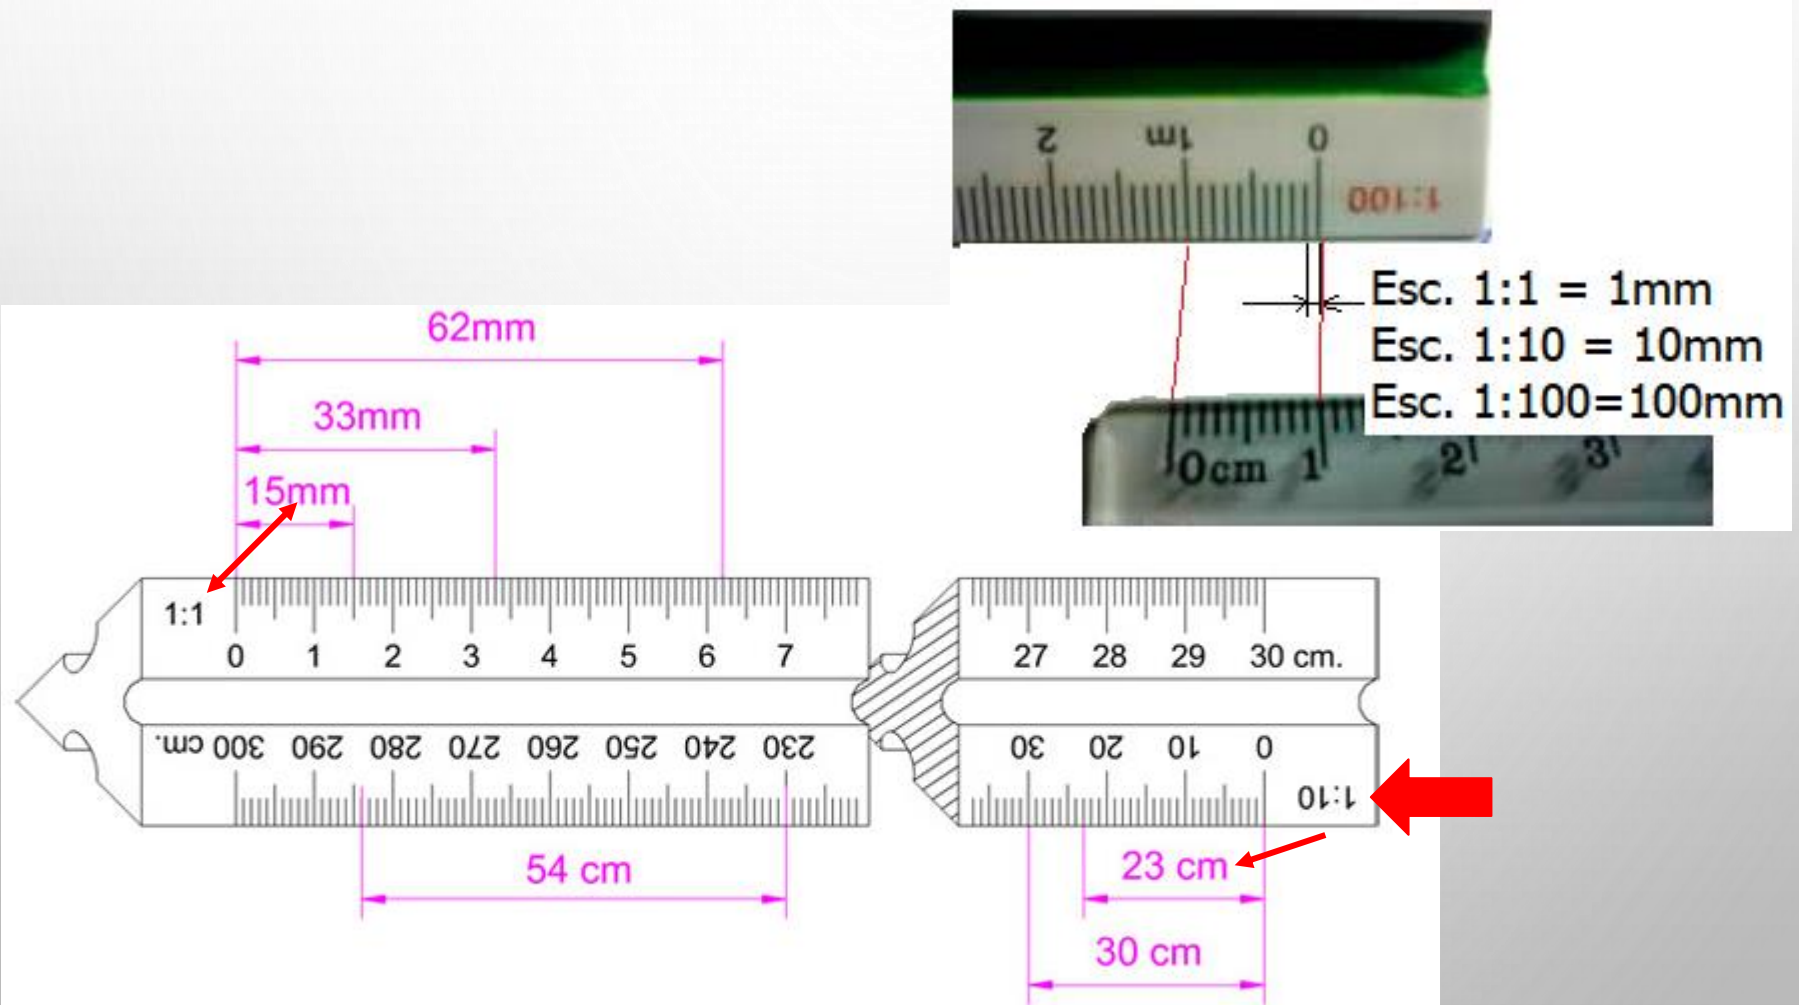 2 1m 0
1:100
Esc. 1:1 = 1mm
Esc. 1:10 = 10mm
Esc. 1:100=100mm
0cm 1 2 3
62mm
33mm
15mm
1:1
0 1 2 3 4 5 6 7
27 28 29 30 cm.
cm. 300 290 280 270 260 250 240 230
30 20 10 0
1:10
54 cm
23 cm
30 cm